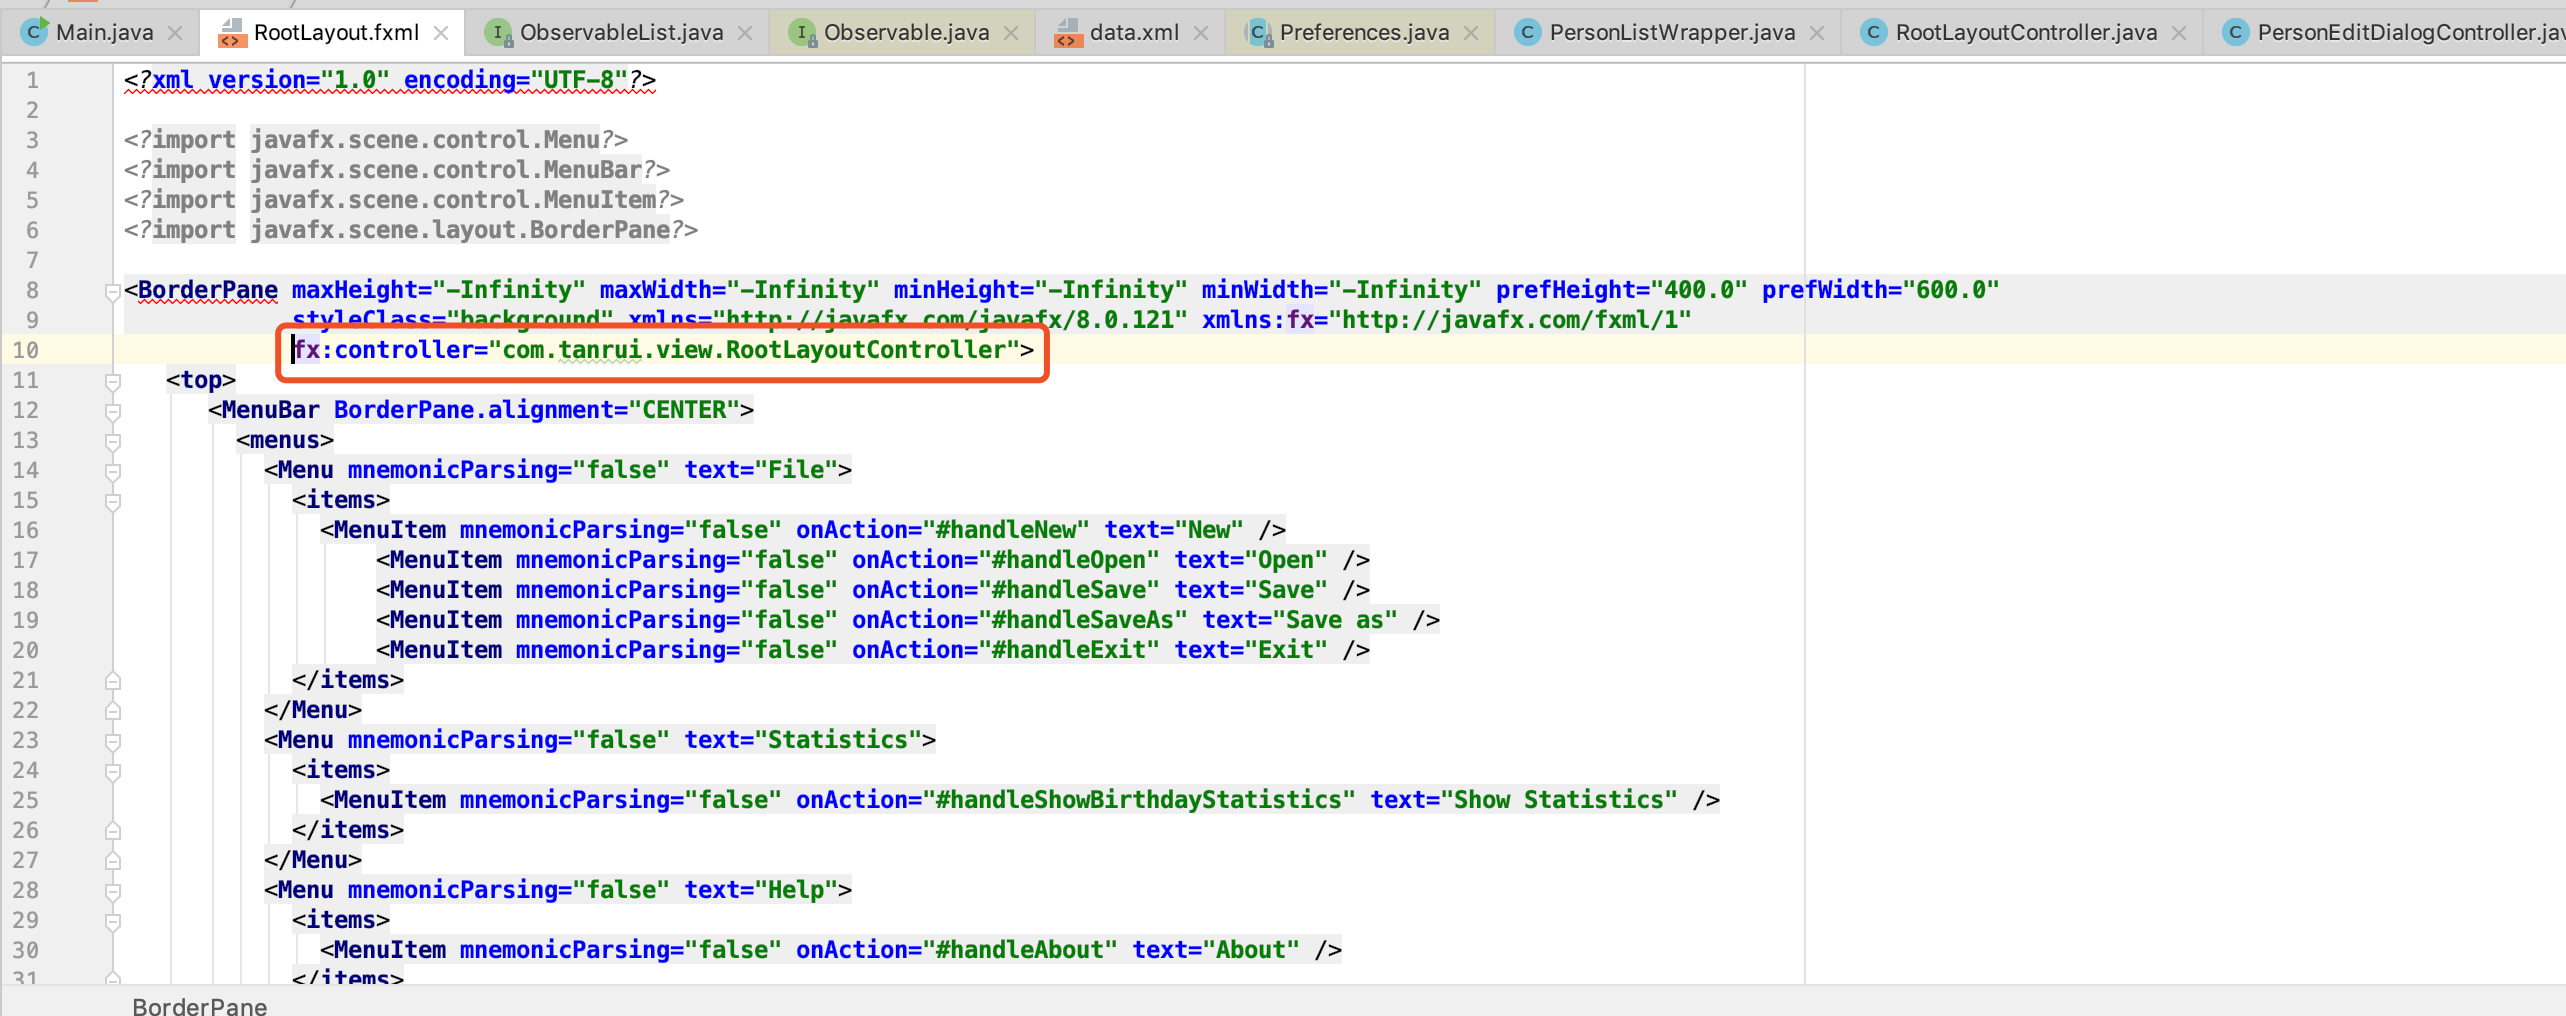 Main.java RootLayout.fxml ObservableList.java Observable.java data.xml Preferences.java PersonListWrapper.java RootLayoutController.java PersonEditDialogController.jav
1 <?xml version="1.0" encoding="UTF-8"?>
2
3 <?import javafx.scene.control.Menu?>
4 <?import javafx.scene.control.MenuBar?>
5 <?import javafx.scene.control.MenuItem?>
6 <?import javafx.scene.layout.BorderPane?>
7
8 <BorderPane maxHeight="-Infinity" maxWidth="-Infinity" minHeight="-Infinity" minWidth="-Infinity" prefHeight="400.0" prefWidth="600.0"
9 styleClass="background" xmlns="http://javafx.com/javafx/8.0.121" xmlns:fx="http://javafx.com/fxml/1"
10 fx:controller="com.tanrui.view.RootLayoutController">
11 <top>
12 <MenuBar BorderPane.alignment="CENTER">
13 <menus>
14 <Menu mnemonicParsing="false" text="File">
15 <items>
16 <MenuItem mnemonicParsing="false" onAction="#handleNew" text="New" />
17 <MenuItem mnemonicParsing="false" onAction="#handleOpen" text="Open" />
18 <MenuItem mnemonicParsing="false" onAction="#handleSave" text="Save" />
19 <MenuItem mnemonicParsing="false" onAction="#handleSaveAs" text="Save as" />
20 <MenuItem mnemonicParsing="false" onAction="#handleExit" text="Exit" />
21 </items>
22 </Menu>
23 <Menu mnemonicParsing="false" text="Statistics">
24 <items>
25 <MenuItem mnemonicParsing="false" onAction="#handleShowBirthdayStatistics" text="Show Statistics" />
26 </items>
27 </Menu>
28 <Menu mnemonicParsing="false" text="Help">
29 <items>
30 <MenuItem mnemonicParsing="false" onAction="#handleAbout" text="About" />
31 </items>
BorderPane